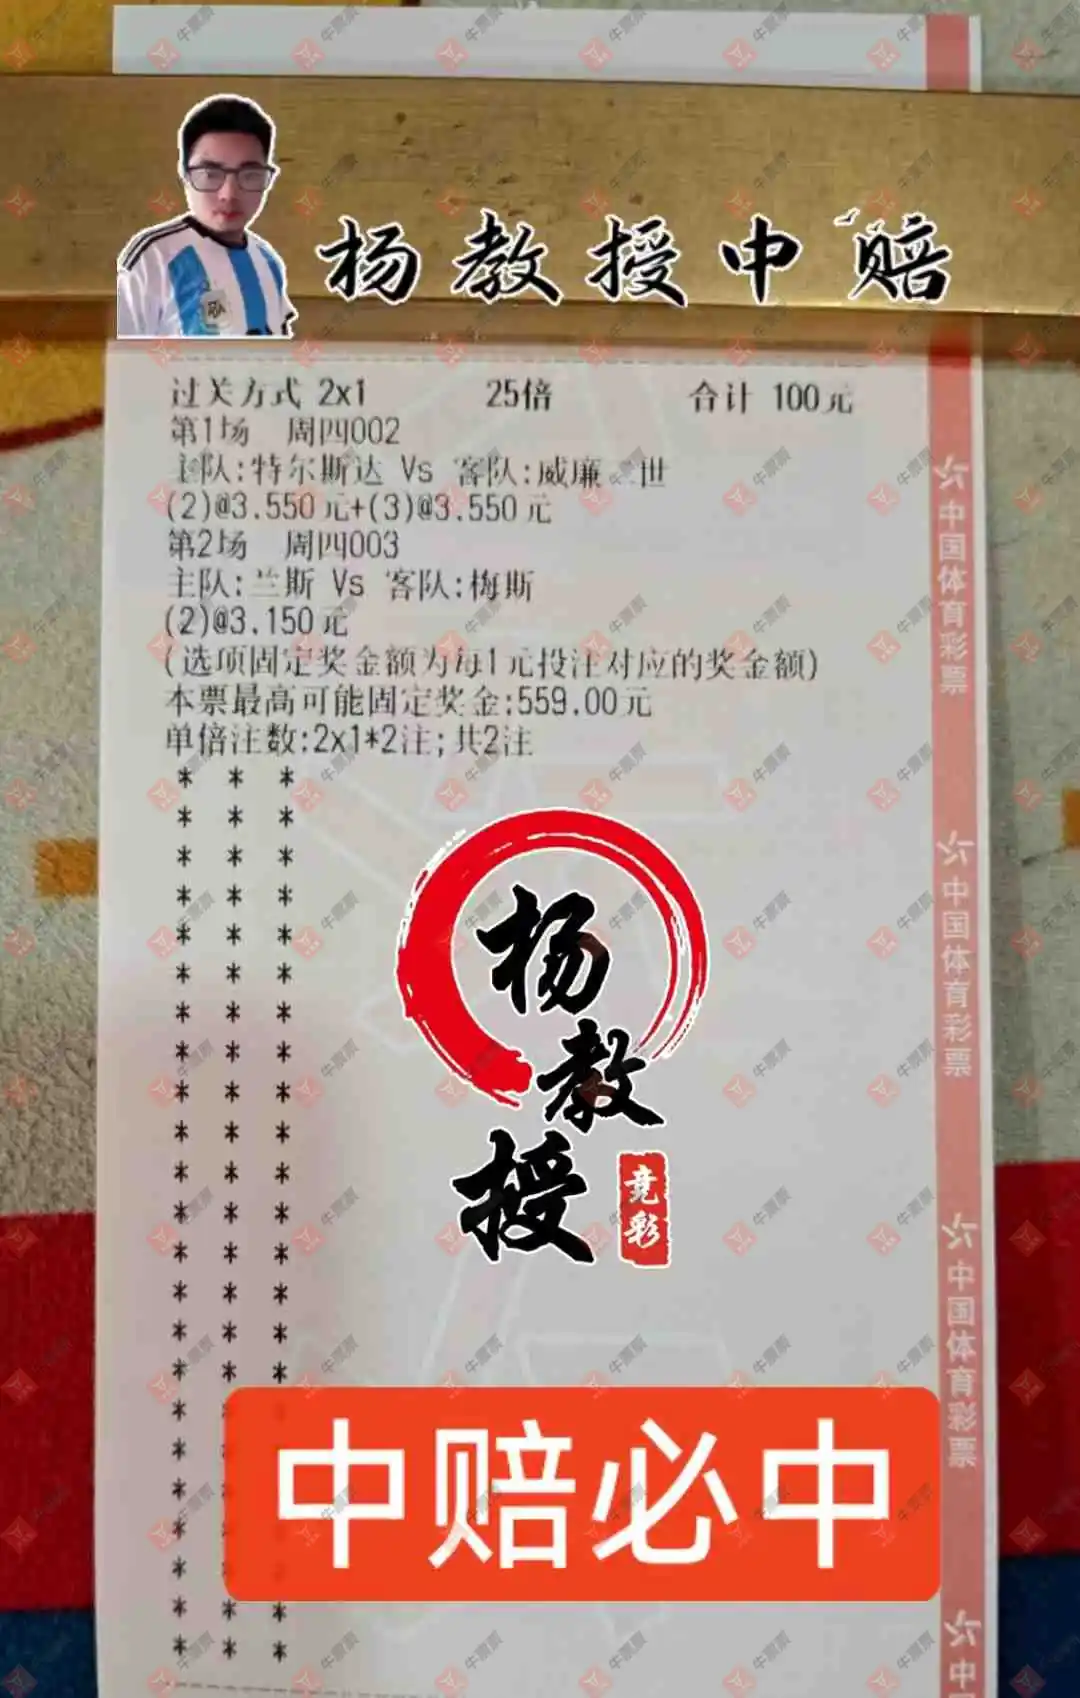 杨教授中赔
过关方式 2x1 25倍 合计 100元
第1场 周四002
主队:特尔斯达 Vs 客队:威廉二世
(2)@3.550元+(3)@3.550元
第2场 周四003
主队:兰斯 Vs 客队:梅斯
(2)@3.150元
(选项固定奖金额为每1元投注对应的奖金额)
本票最高可能固定奖金:559.00元
单倍注数:2x1*2注;共2注
杨教授
竞彩
中赔必中
中国体育彩票
中国体育彩票
中国体育彩票
中
牛票票